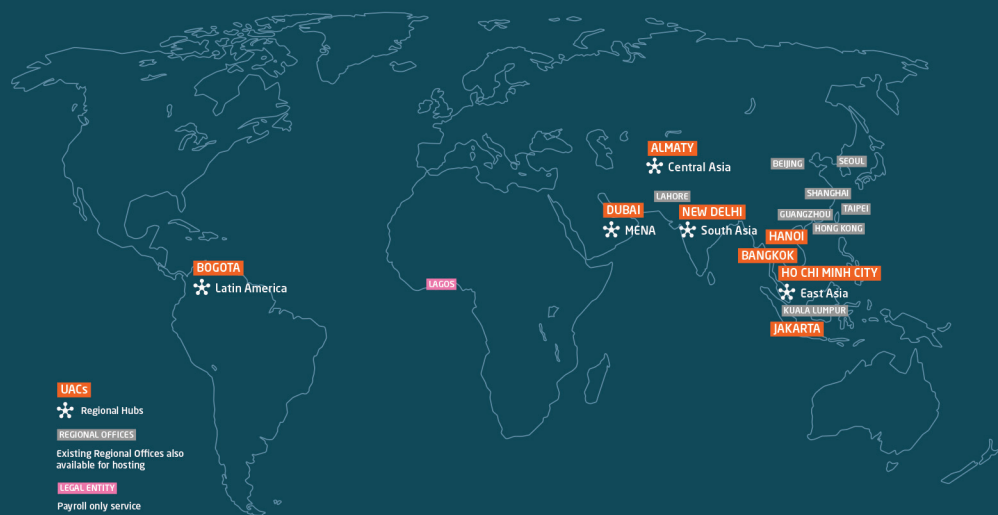 ALMATY
Central Asia
BEIJING
SEOUL
LAHORE
SHANGHAI
DUBAI
MENA
NEW DELHI
South Asia
GUANGZHOU
TAIPEI
HONG KONG
HANOI
BANGKOK
BOGOTA
Latin America
LAGOS
HO CHI MINH CITY
East Asia
KUALA LUMPUR
JAKARTA
UACs
Regional Hubs
REGIONAL OFFICES
Existing Regional Offices also
available for hosting
LEGAL ENTITY
Payroll only service